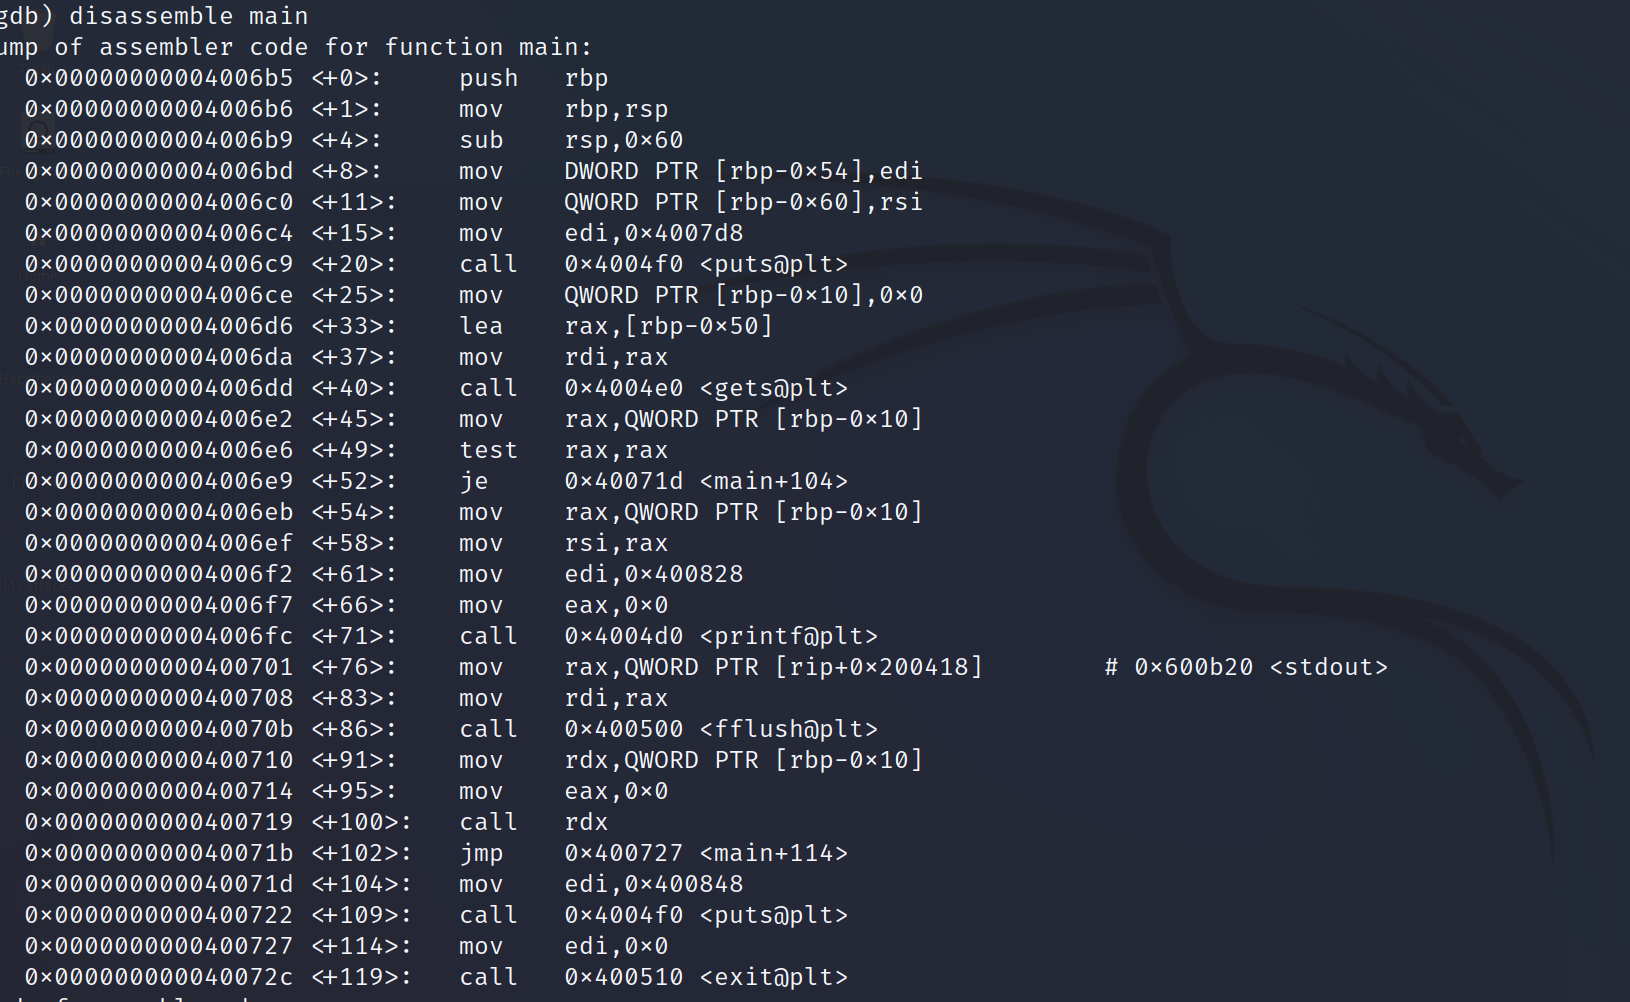 gdb) disassemble main
ump of assembler code for function main:
0×00000000004006b5 <+0>: push rbp
0×00000000004006b6 <+1>: mov rbp,rsp
0×00000000004006b9 <+4>: sub rsp,0×60
0×00000000004006bd <+8>: mov DWORD PTR [rbp-0×54],edi
0×00000000004006c0 <+11>: mov QWORD PTR [rbp-0×60],rsi
0×00000000004006c4 <+15>: mov edi,0×4007d8
0×00000000004006c9 <+20>: call 0×4004f0 <puts@plt>
0×00000000004006ce <+25>: mov QWORD PTR [rbp-0×10],0×0
0×00000000004006d6 <+33>: lea rax,[rbp-0×50]
0×00000000004006da <+37>: mov rdi,rax
0×00000000004006dd <+40>: call 0×4004e0 <gets@plt>
0×00000000004006e2 <+45>: mov rax,QWORD PTR [rbp-0×10]
0×00000000004006e6 <+49>: test rax,rax
0×00000000004006e9 <+52>: je 0×40071d <main+104>
0×00000000004006eb <+54>: mov rax,QWORD PTR [rbp-0×10]
0×00000000004006ef <+58>: mov rsi,rax
0×00000000004006f2 <+61>: mov edi,0×400828
0×00000000004006f7 <+66>: mov eax,0×0
0×00000000004006fc <+71>: call 0×4004d0 <printf@plt>
0×0000000000400701 <+76>: mov rax,QWORD PTR [rip+0×200418] # 0×600b20 <stdout>
0×0000000000400708 <+83>: mov rdi,rax
0×000000000040070b <+86>: call 0×400500 <fflush@plt>
0×0000000000400710 <+91>: mov rdx,QWORD PTR [rbp-0×10]
0×0000000000400714 <+95>: mov eax,0×0
0×0000000000400719 <+100>: call rdx
0×000000000040071b <+102>: jmp 0×400727 <main+114>
0×000000000040071d <+104>: mov edi,0×400848
0×0000000000400722 <+109>: call 0×4004f0 <puts@plt>
0×0000000000400727 <+114>: mov edi,0×0
0×000000000040072c <+119>: call 0×400510 <exit@plt>